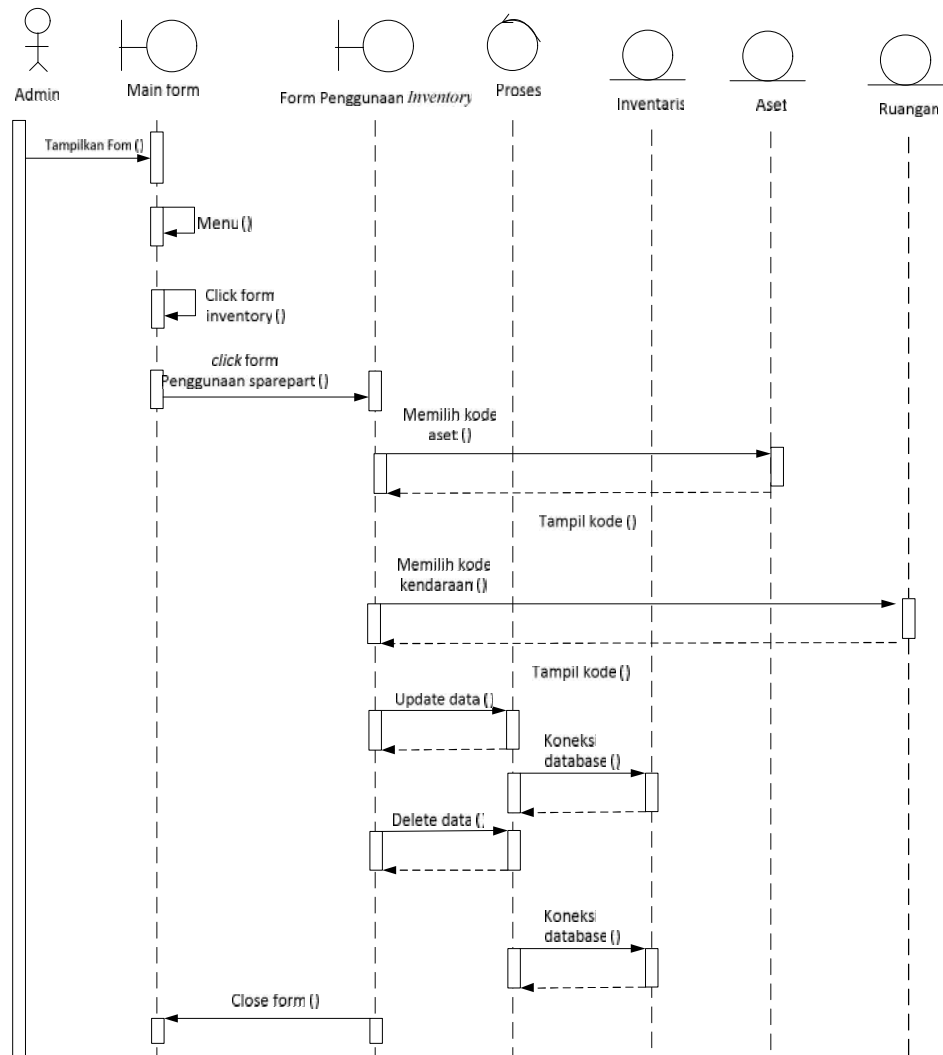 Admin
Main form
Form Penggunaan Inventory
Proses
Inventaris
Aset
Ruangan
Tampilkan Fom ()
Menu ()
Click form
inventory ()
click form
Penggunaan sparepart ()
Memilih kode
aset ()
Tampil kode ()
Memilih kode
kendaraan ()
Tampil kode ()
Update data ()
Koneksi
database ()
Delete data ()
Koneksi
database ()
Close form ()